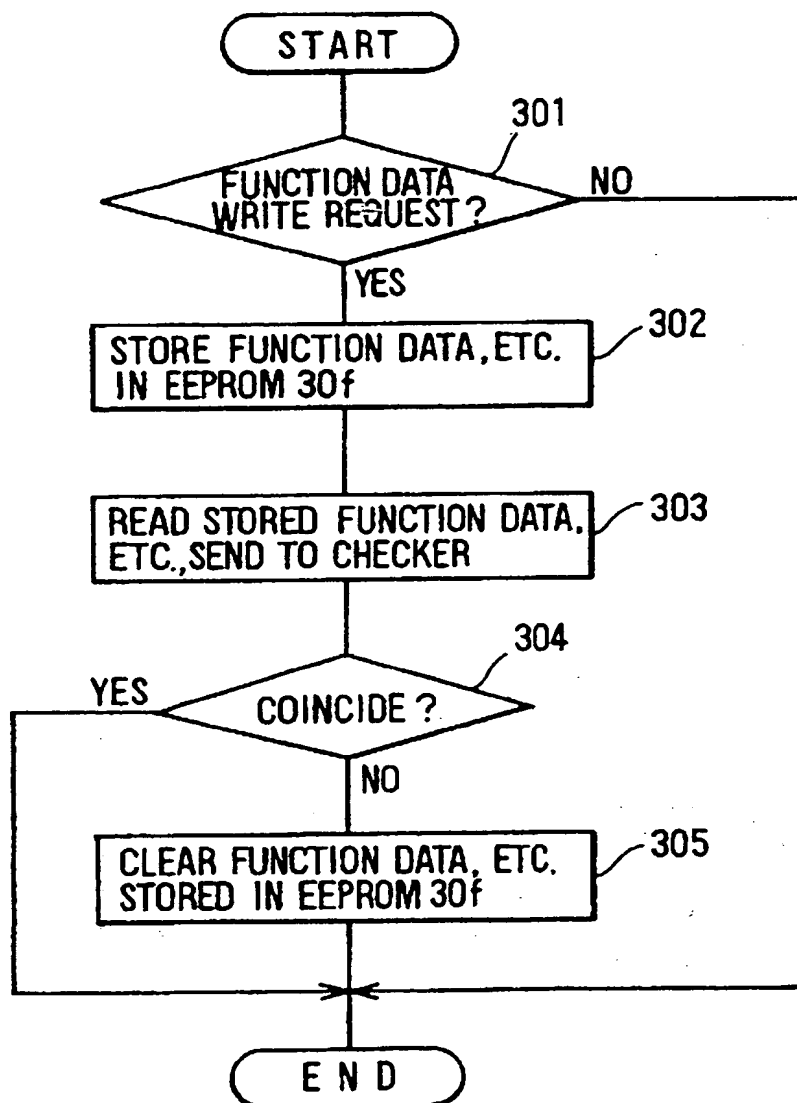 START
301
FUNCTION DATA
WRITE REQUEST?
NO
YES
302
STORE FUNCTION DATA, ETC.
IN EEPROM 30f
303
READ STORED FUNCTION DATA,
ETC., SEND TO CHECKER
304
YES
COINCIDE?
NO
305
CLEAR FUNCTION DATA, ETC.
STORED IN EEPROM 30f
END